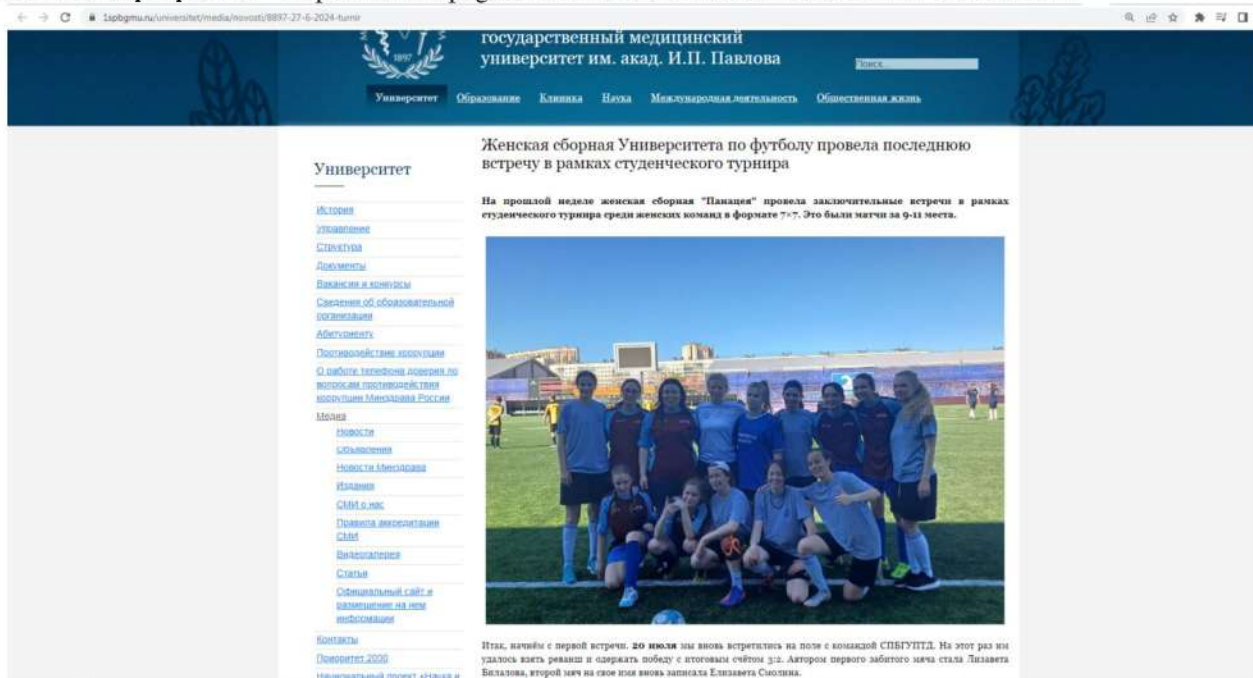 1spbgmu.ru/universitet/media/novosti/8897-27-6-2024-turnir
государственный медицинский
университет им. акад. И.П. Павлова
1897
Поиск...
Университет Образование Клиника Наука Международная деятельность Общественная жизнь
Университет
История
Управление
Структура
Документы
Вакансии и конкурсы
Сведения об образовательной
организации
Абитуриенту
Противодействие коррупции
О работе телефона доверия по
вопросам противодействия
коррупции Минздрава России
Медиа
Новости
Объявления
Новости Минздрава
Издания
СМИ о нас
Правила аккредитации
СМИ
Видеогалерея
Статьи
Официальный сайт и
размещение на нем
информации
Контакты
Приоритет 2030
Национальный проект «Наука и
Женская сборная Университета по футболу провела последнюю
встречу в рамках студенческого турнира
На прошлой неделе женская сборная "Панацея" провела заключительные встречи в рамках
студенческого турнира среди женских команд в формате 7×7. Это были матчи за 9-11 места.
Итак, начнём с первой встречи. 20 июля мы вновь встретились на поле с командой СПБГУПТД. На этот раз им
удалось взять реванш и одержать победу с итоговым счётом 3:2. Автором первого забитого мяча стала Лизавета
Билалова, второй мяч на свое имя вновь записала Елизавета Смолина.